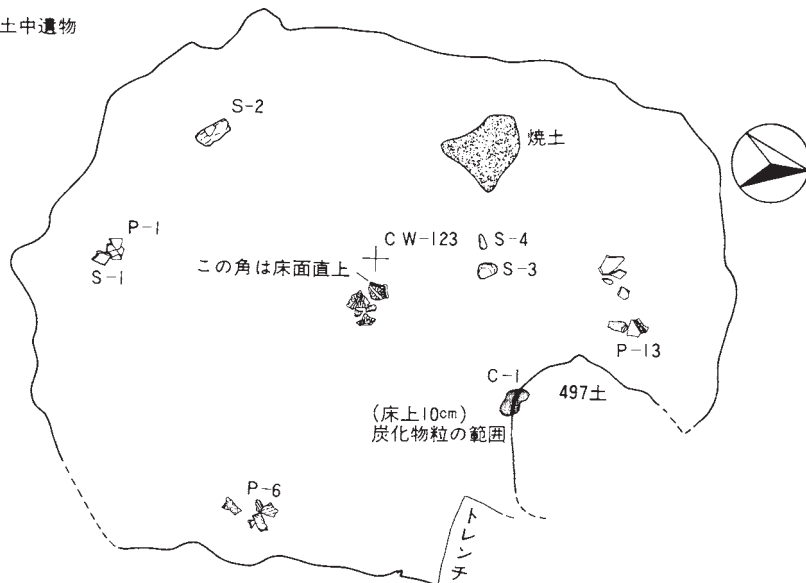 土中遺物
S-2
焼土
P-1
S-1
CW-123
S-4
この角は床面直上
S-3
P-13
C-1
497土
(床上10cm)
炭化物粒の範囲
P-6
トレンチ